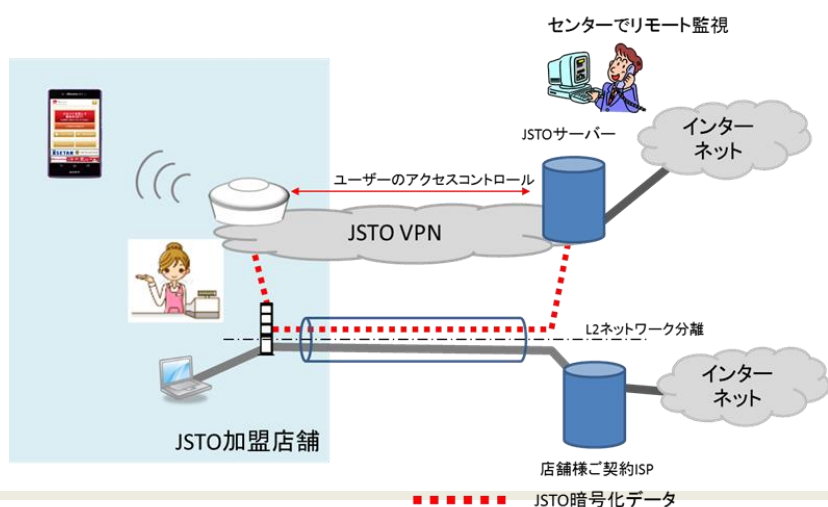 センターでリモート監視
JSTOサーバー
インター
ネット
ユーザーのアクセスコントロール
JSTO VPN
L2ネットワーク分離
インター
ネット
JSTO加盟店舗
店舗様ご契約ISP
JSTO暗号化データ